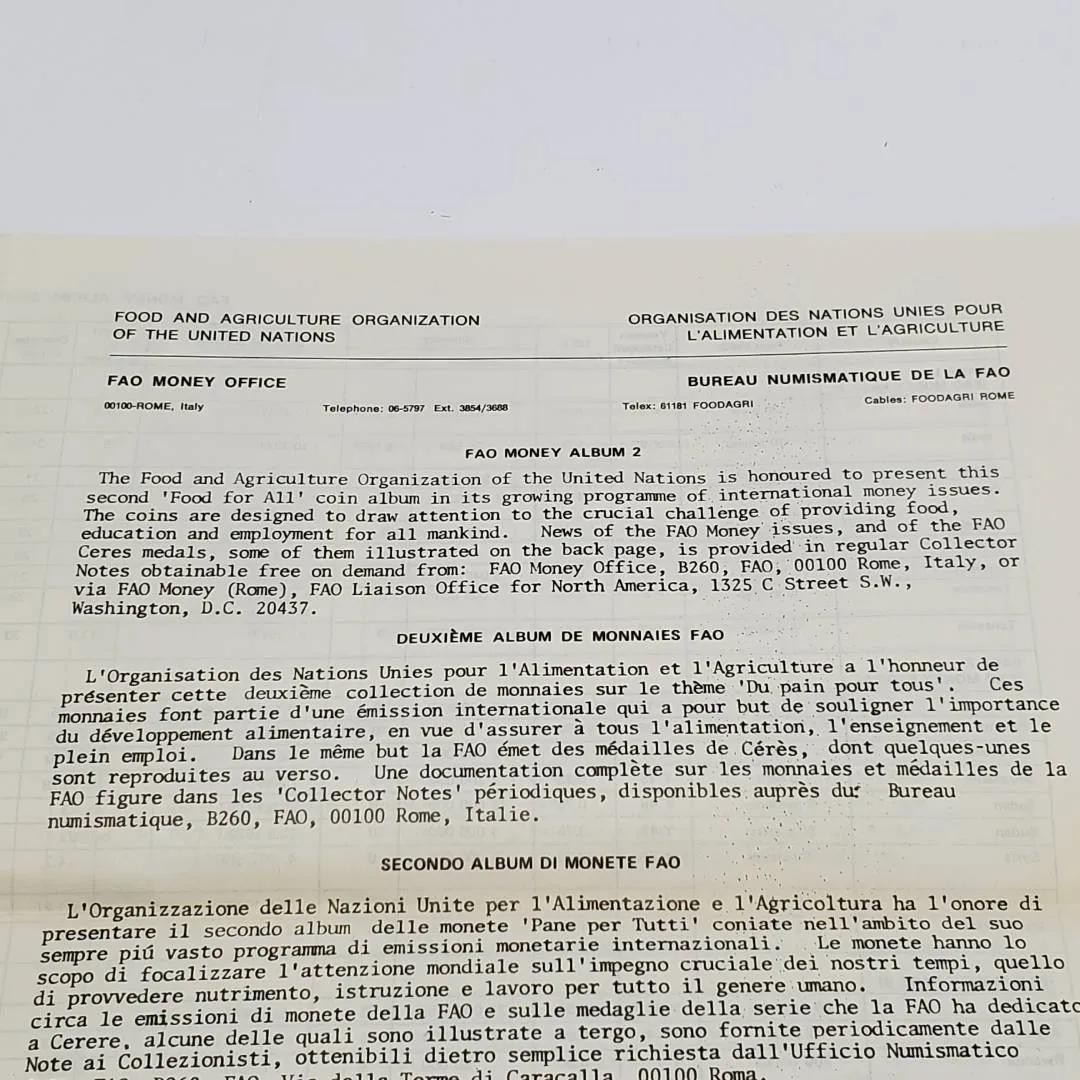 FOOD AND AGRICULTURE ORGANIZATION
OF THE UNITED NATIONS
ORGANISATION DES NATIONS UNIES POUR
L'ALIMENTATION ET L'AGRICULTURE
FAO MONEY OFFICE
BUREAU NUMISMATIQUE DE LA FAO
00100-ROME, Italy
Telephone: 06-5797 Ext. 3854/3688
Telex: 61181 FOODAGRI
Cables: FOODAGRI ROME
FAO MONEY ALBUM 2
The Food and Agriculture Organization of the United Nations is honoured to present this
second 'Food for All' coin album in its growing programme of international money issues.
The coins are designed to draw attention to the crucial challenge of providing food,
education and employment for all mankind. News of the FAO Money issues, and of the FAO
Ceres medals, some of them illustrated on the back page, is provided in regular Collector
Notes obtainable free on demand from: FAO Money Office, B260, FAO, 00100 Rome, Italy, or
via FAO Money (Rome), FAO Liaison Office for North America, 1325 C Street S.W.,
Washington, D.C. 20437.
DEUXIÈME ALBUM DE MONNAIES FAO
L'Organisation des Nations Unies pour l'Alimentation et l'Agriculture a l'honneur de
présenter cette deuxième collection de monnaies sur le thème 'Du pain pour tous'. Ces
monnaies font partie d'une émission internationale qui a pour but de souligner l'importance
du développement alimentaire, en vue d'assurer à tous l'alimentation, l'enseignement et le
plein emploi. Dans le même but la FAO émet des médailles de Cérès, dont quelques-unes
sont reproduites au verso. Une documentation complète sur les monnaies et médailles de la
FAO figure dans les 'Collector Notes' périodiques, disponibles auprès du Bureau
numismatique, B260, FAO, 00100 Rome, Italie.
SECONDO ALBUM DI MONETE FAO
L'Organizzazione delle Nazioni Unite per l'Alimentazione e l'Agricoltura ha l'onore di
presentare il secondo album delle monete 'Pane per Tutti' coniate nell'ambito del suo
sempre piú vasto programma di emissioni monetarie internazionali. Le monete hanno lo
scopo di focalizzare l'attenzione mondiale sull'impegno cruciale dei nostri tempi, quello
di provvedere nutrimento, istruzione e lavoro per tutto il genere umano. Informazioni
circa le emissioni di monete della FAO e sulle medaglie della serie che la FAO ha dedicato
a Cerere, alcune delle quali sono illustrate a tergo, sono fornite periodicamente dalle
Note ai Collezionisti, ottenibili dietro semplice richiesta dall'Ufficio Numismatico
FAO, B260, FAO, Via delle Terme di Caracalla, 00100 Roma.